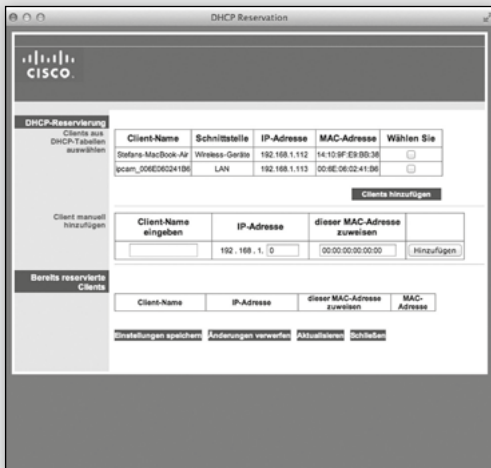 DHCP Reservation
CISCO.
DHCP-Reservierung
Clients aus
DHCP-Tabellen
auswählen
Client-Name Schnittstelle IP-Adresse MAC-Adresse Wählen Sie
Stefans-MacBook-Air Wireless-Geräte 192.168.1.112 14:10:9F:E9:BB:38
ipcam_006E060241B6 LAN 192.168.1.113 00:6E:06:02:41:B6
Clients hinzufügen
Client manuell
hinzufügen
Client-Name
eingeben
IP-Adresse
dieser MAC-Adresse
zuweisen
192 . 168 . 1. 0
00:00:00:00:00:00
Hinzufügen
Bereits reservierte
Clients
Client-Name
IP-Adresse
dieser MAC-Adresse
zuweisen
MAC-
Adresse
Einstellungen speichern Änderungen verwerfen Aktualisieren Schließen